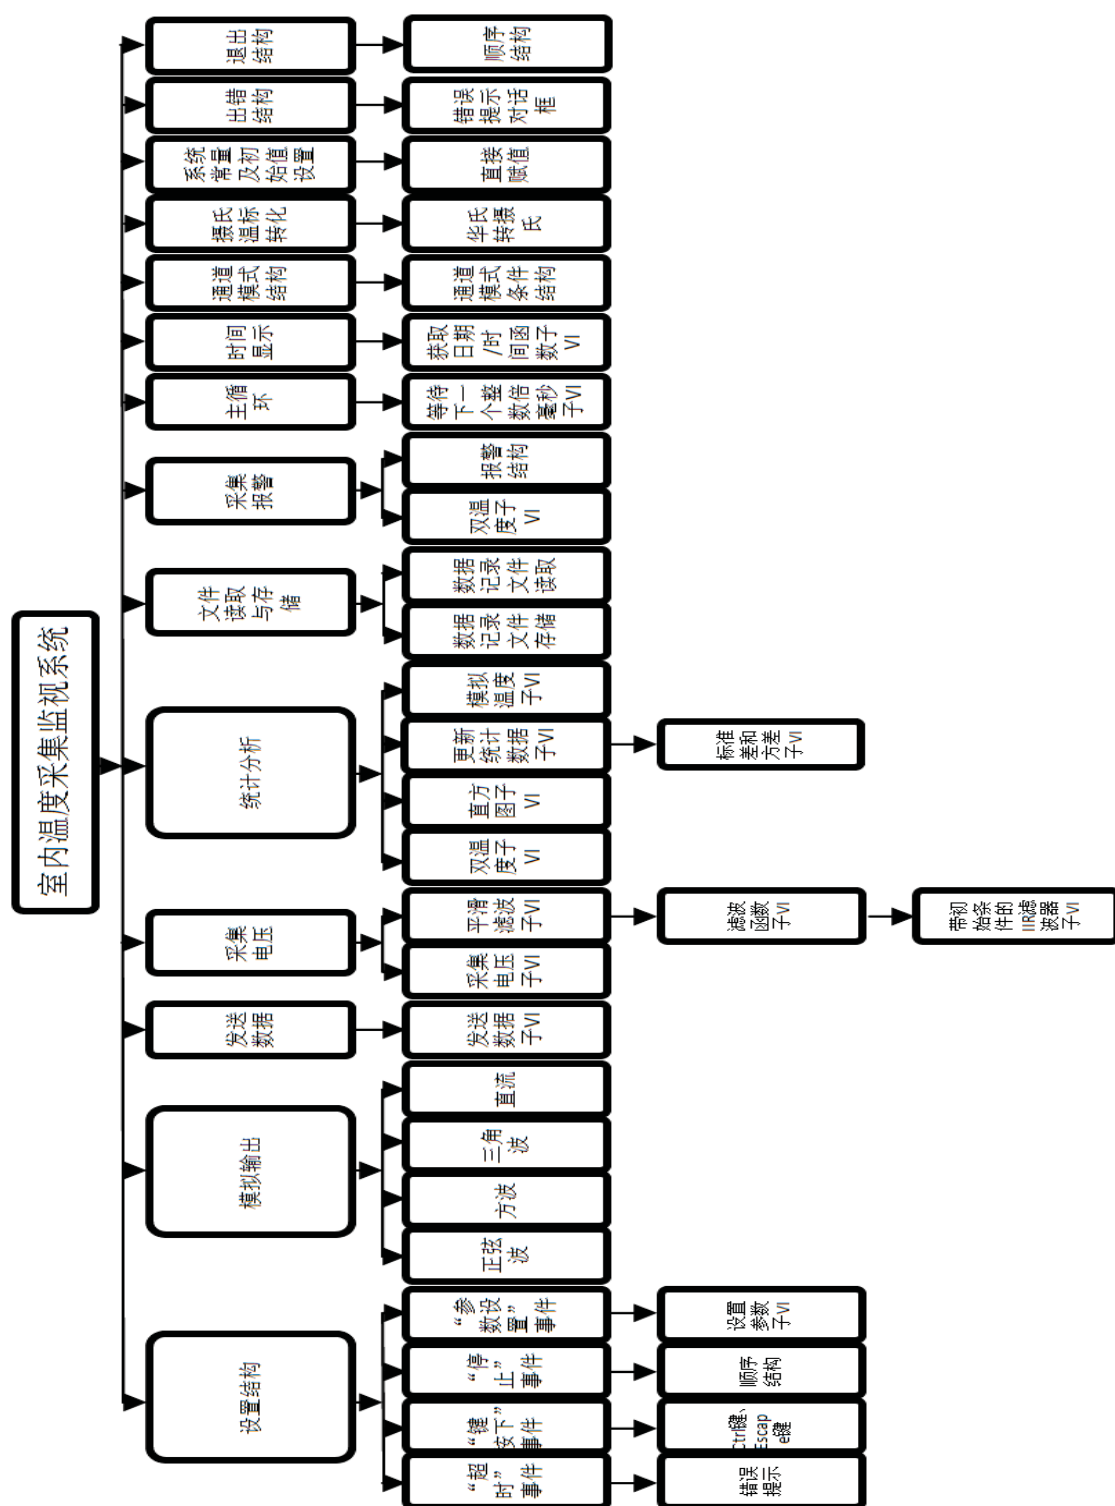 室内温度采集监视系统
设置结构
模拟输出
发送
数据
采集
电压
统计分析
文件
读取
与存
储
采集
报警
主循
环
时间
显示
通道
模式
结构
摄氏
温标
转化
系统
常量
及初
始值
设置
出错
结构
退出
结构
“超
时”
事件
“键
按下”
事件
“停
止”
事件
“参
数设
置”
事件
正弦
波
方波
三角
波
直流
发送
数据
子VI
采集
电压
子VI
平滑
滤波
子VI
双温
度子
VI
直方
图子
VI
更新
统计
数据
子VI
模拟
温度
子VI
数据
记录
文件
存储
数据
记录
文件
读取
双温
度子
VI
报警
结构
等待
下一
个整
数倍
毫秒
子VI
获取
日期
/时
间函
数子
VI
通道
模式
条件
结构
华氏
转摄
氏
直接
赋值
错误
提示
对话
框
顺序
结构
错误
提示
Ctrl键、
Escap
e键
顺序
结构
设置
参数
子VI
滤波
函数
子VI
标准
差和
方差
子VI
带初
始条
件的
IIR滤
波器
子VI